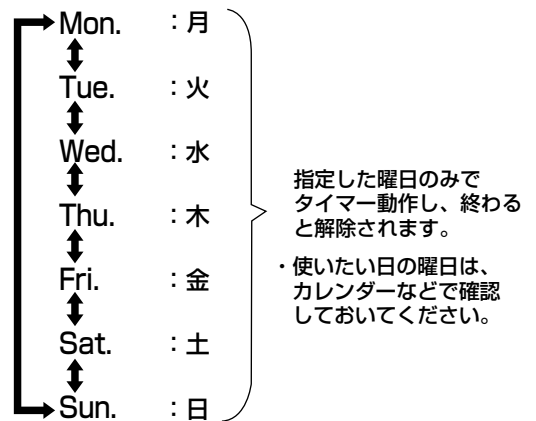 Mon. :月
Tue. :火
Wed. :水
Thu. :木
Fri. :金
Sat. :土
Sun. :日
指定した曜日のみで
タイマー動作し、終わる
と解除されます。
・使いたい日の曜日は、
カレンダーなどで確認
しておいてください。